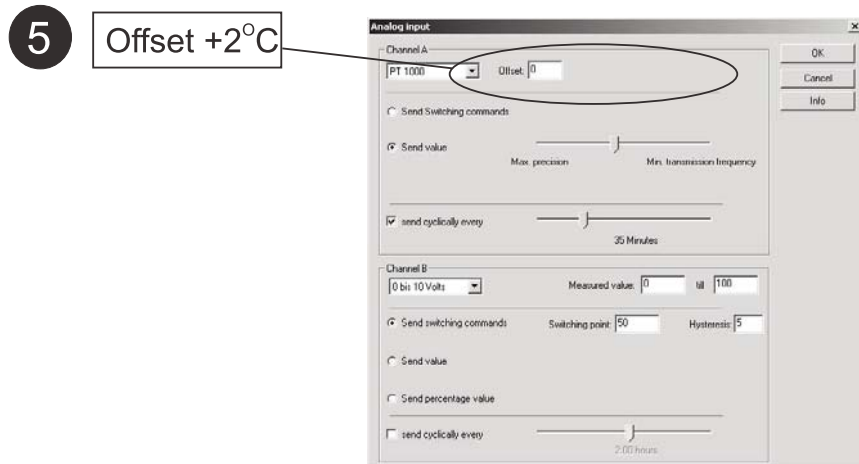 5
Offset +2°C
Analog input
Channel A
PT 1000 Offset: 0
Send Switching commands
Send value
Max. precision Min. transmission frequency
send cyclically every
35 Minutes
Channel B
0 bis 10 Volts Measured value: 0 till 100
Send switching commands Switching point: 50 Hysteresis: 5
Send value
Send percentage value
send cyclically every
2:00 hours
OK
Cancel
Info